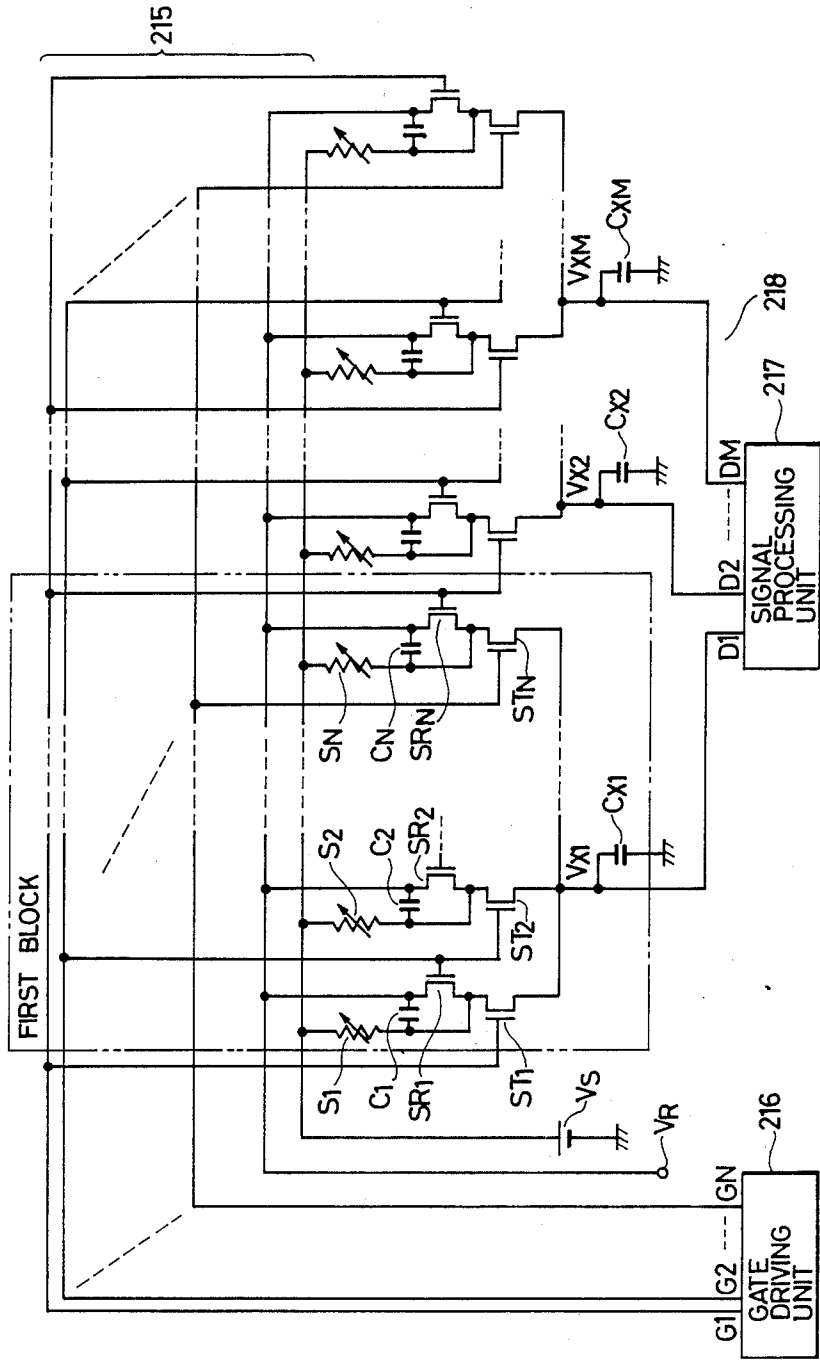 215
FIRST BLOCK
S1
C1
SR1
ST1
S2
C2
SR2
ST2
SN
CN
SRN
STN
VX1
CX1
VX2
CX2
VXM
CXM
VS
VR
218
216
G1 G2 GN
GATE
DRIVING
UNIT
217
D1 D2 DM
SIGNAL
PROCESSING
UNIT